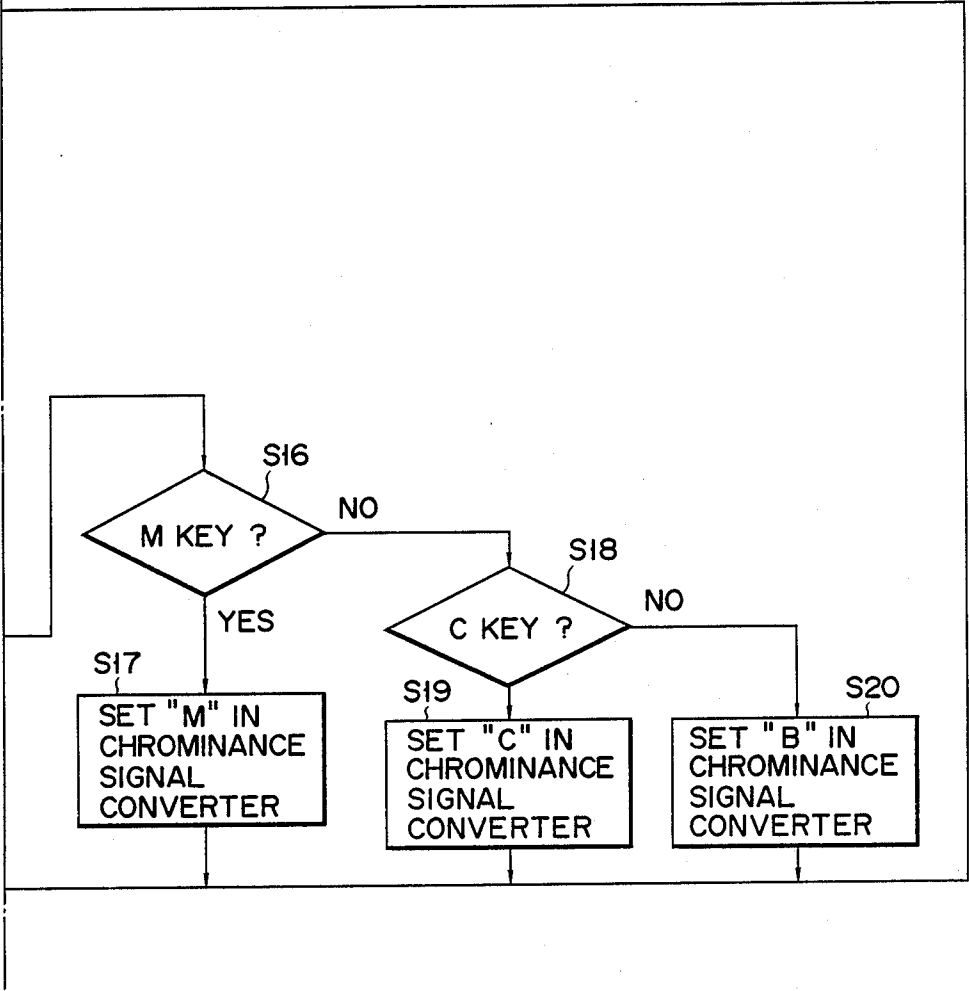 S16
M KEY ?
NO
YES
S18
C KEY ?
NO
S17
SET "M" IN
CHROMINANCE
SIGNAL
CONVERTER
S19
SET "C" IN
CHROMINANCE
SIGNAL
CONVERTER
S20
SET "B" IN
CHROMINANCE
SIGNAL
CONVERTER